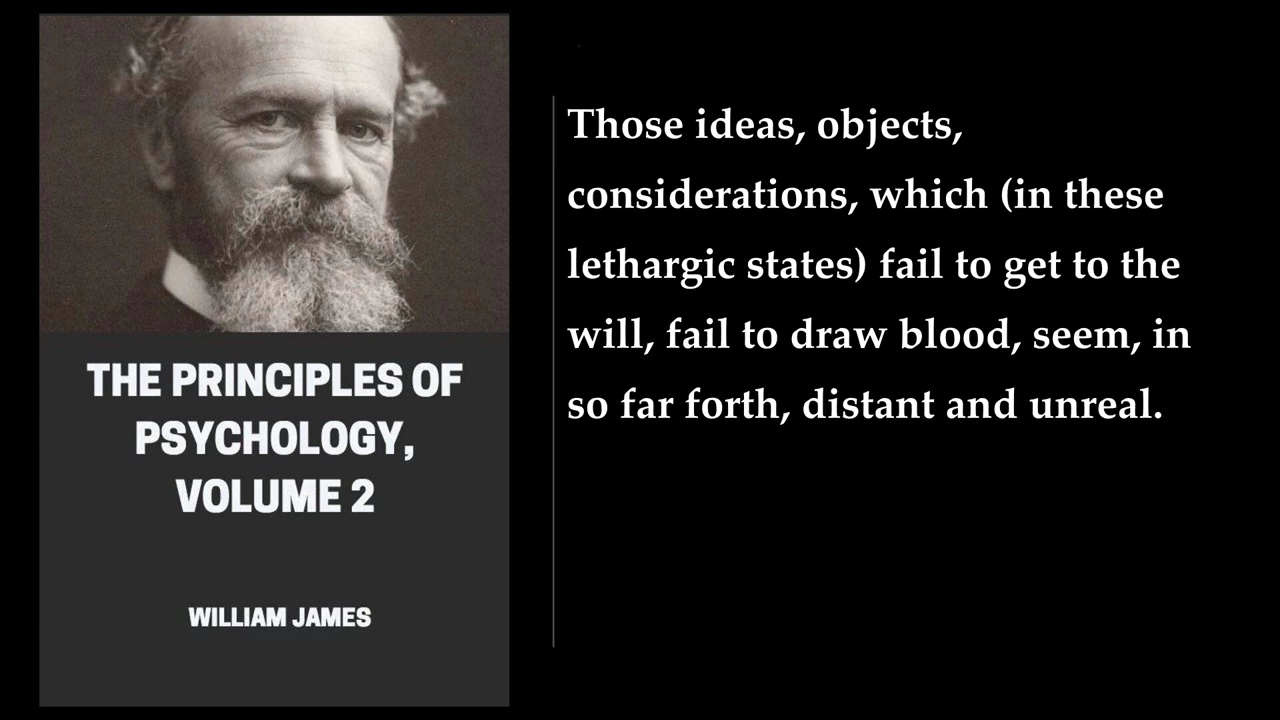 THE PRINCIPLES OF
PSYCHOLOGY,
VOLUME 2
WILLIAM JAMES
Those ideas, objects,
considerations, which (in these
lethargic states) fail to get to the
will, fail to draw blood, seem, in
so far forth, distant and unreal.